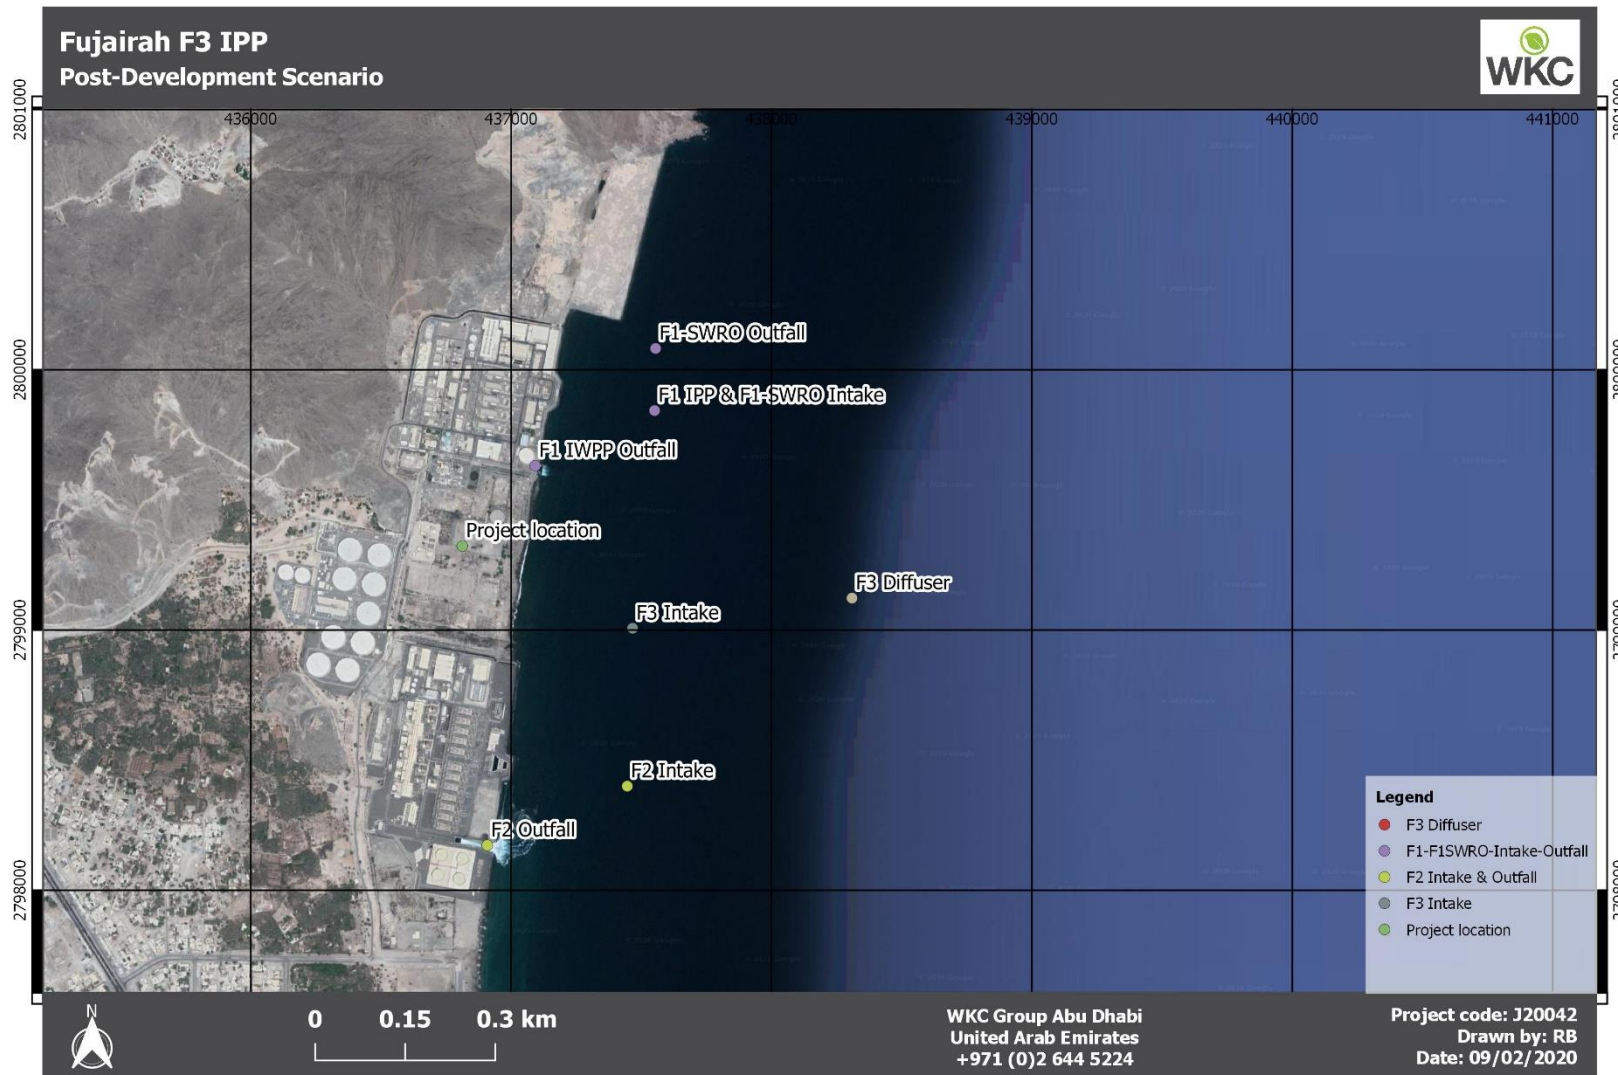 Fujairah F3 IPP
Post-Development Scenario
WKC
436000
437000
438000
439000
440000
441000
2801000
2801000
F1-SWRO Outfall
2800000
2800000
F1 IPP & F1-SWRO Intake
F1 IWPP Outfall
Project location
F3 Diffuser
F3 Intake
2799000
2799000
F2 Intake
F2 Outfall
2798000
2798000
Legend
F3 Diffuser
F1-F1SWRO-Intake-Outfall
F2 Intake & Outfall
F3 Intake
Project location
N
0 0.15 0.3 km
WKC Group Abu Dhabi
United Arab Emirates
+971 (0)2 644 5224
Project code: J20042
Drawn by: RB
Date: 09/02/2020